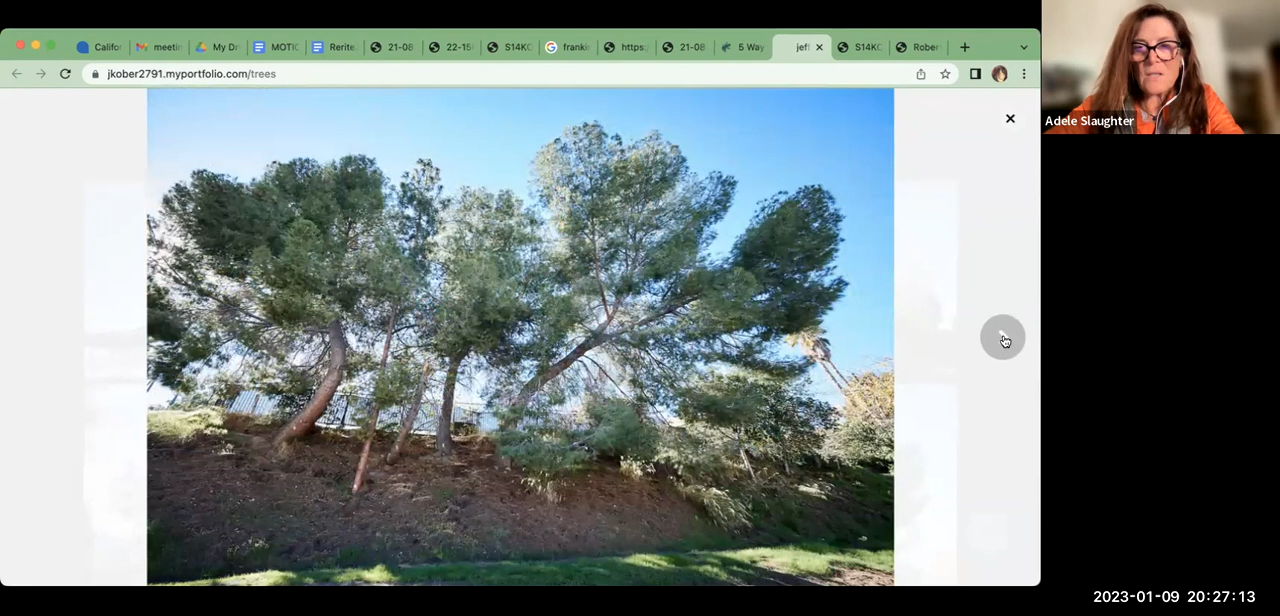 Califor
meetin
My Dr
MOTIO
Rerite.
21-08
22-15
S14KC
frankie
https:
21-08
5 Way
jeff
S14KC
Rober
jkober2791.myportfolio.com/trees
Adele Slaughter
2023-01-09 20:27:13